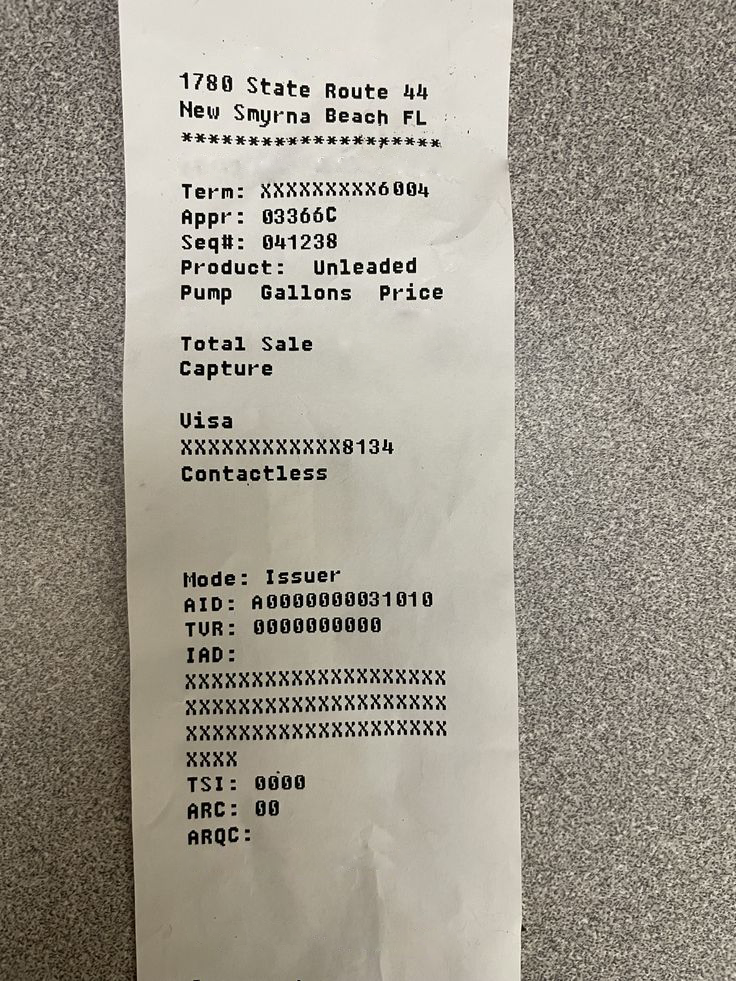 1780 State Route 44
New Smyrna Beach FL
********************
Term: XXXXXXXXX6004
Appr: 03366C
Seq#: 041238
Product: Unleaded
Pump Gallons Price
Total Sale
Capture
Visa
XXXXXXXXXXXX8134
Contactless
Mode: Issuer
AID: A0000000031010
TVR: 0000000000
IAD:
XXXXXXXXXXXXXXXXXXXX
XXXXXXXXXXXXXXXXXXXX
XXXXXXXXXXXXXXXXXXXX
XXXX
TSI: 0000
ARC: 00
ARQC: